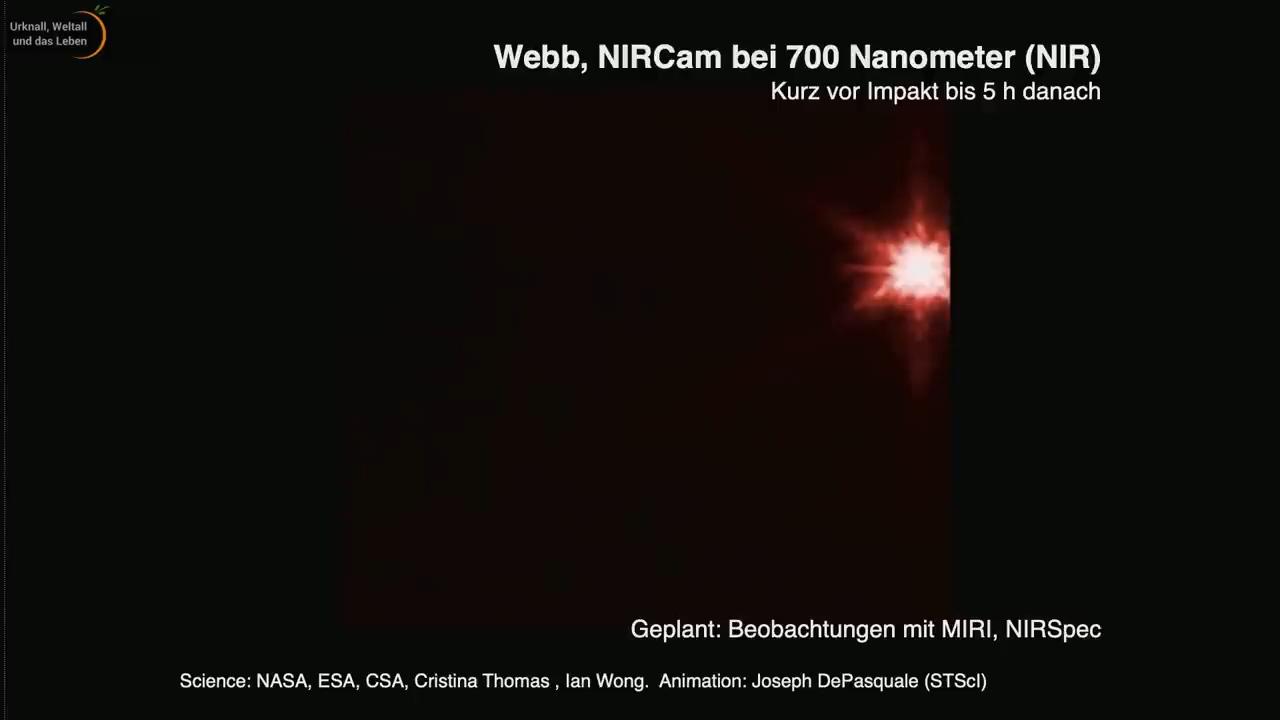 Urknall, Weltall
und das Leben
Webb, NIRCam bei 700 Nanometer (NIR)
Kurz vor Impakt bis 5 h danach
Geplant: Beobachtungen mit MIRI, NIRSpec
Science: NASA, ESA, CSA, Cristina Thomas , Ian Wong.  Animation: Joseph DePasquale (STScI)